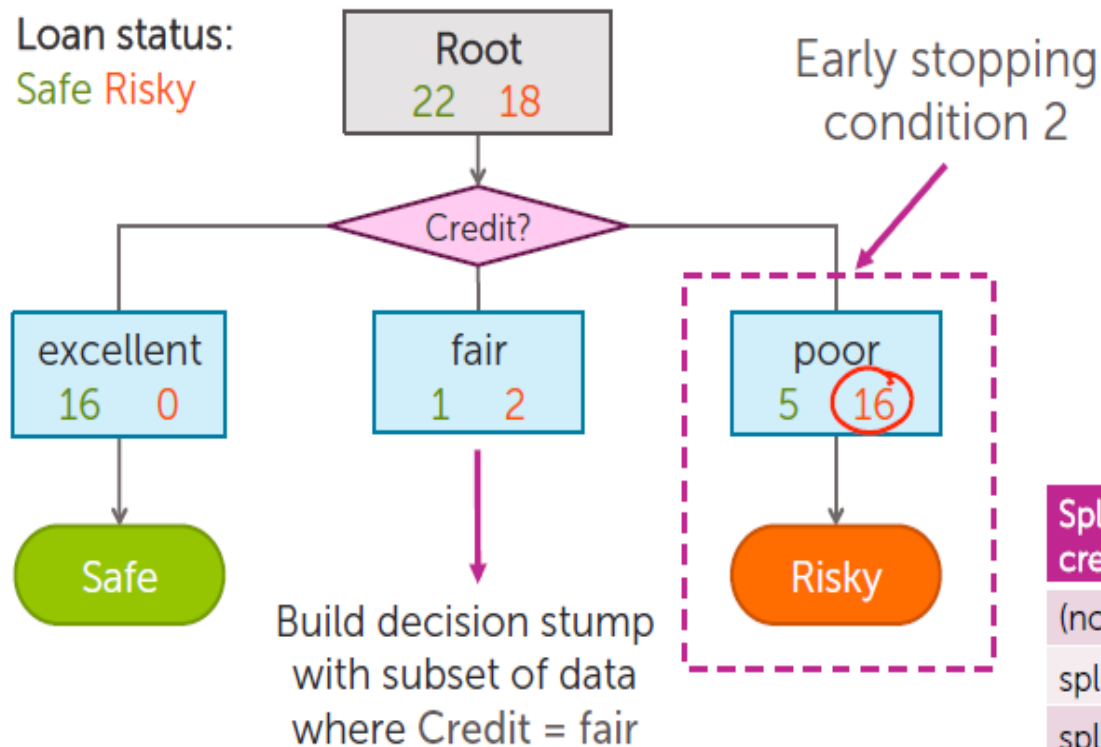 Loan status:
Safe Risky
Root
22 18
Early stopping
condition 2
Credit?
excellent
16 0
fair
1 2
poor
5 16
Safe
Risky
Build decision stump
with subset of data
where Credit = fair